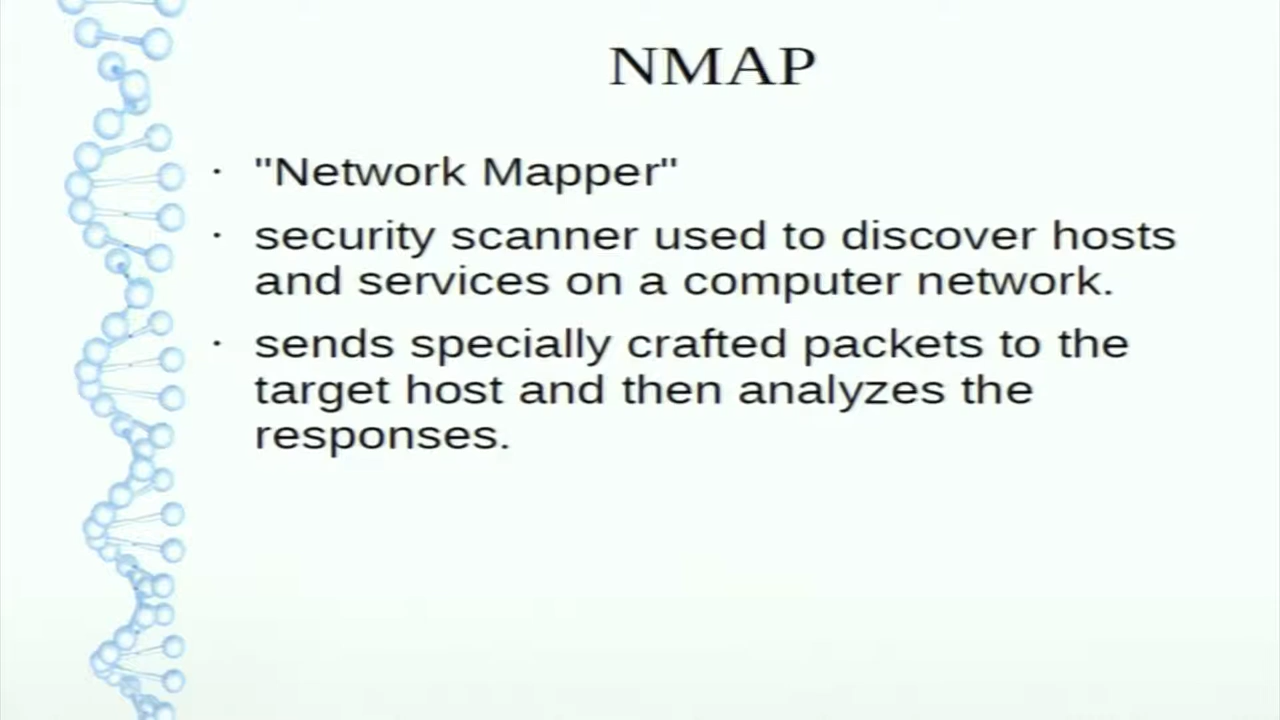 NMAP
· "Network Mapper"
· security scanner used to discover hosts
and services on a computer network.
· sends specially crafted packets to the
target host and then analyzes the
responses.